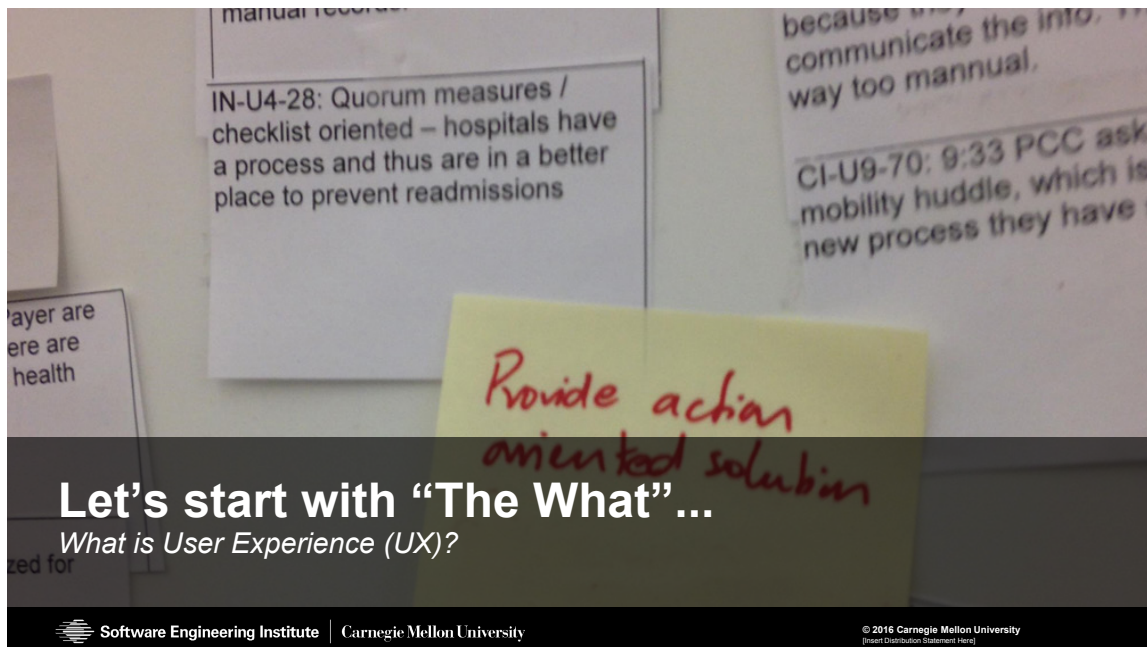 manual
IN-U4-28: Quorum measures /
checklist oriented – hospitals have
a process and thus are in a better
place to prevent readmissions
because they
communicate the info.
way too mannual.
CI-U9-70: 9:33 PCC ask
mobility huddle, which is
new process they have
ayer are
ere are
health
Provide action
oriented solution
Let's start with “The What”...
What is User Experience (UX)?
zed for
Software Engineering Institute | Carnegie Mellon University
© 2016 Carnegie Mellon University
[Insert Distribution Statement Here]